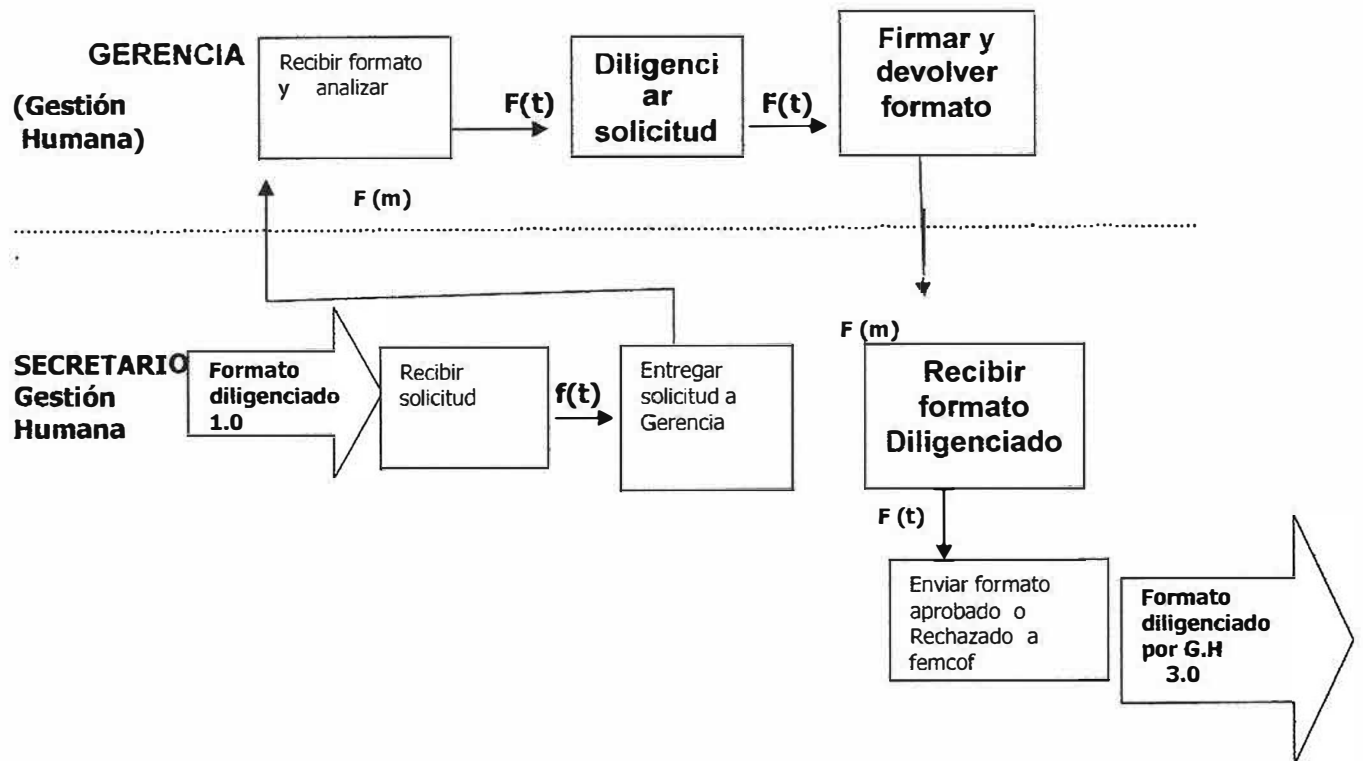 GERENCIA
(Gestión
Humana)
Recibir formato
y analizar
F(t)
Diligenci
ar
solicitud
F(t)
Firmar y
devolver
formato
F (m)
SECRETARIO
Gestión
Humana
Formato
diligenciado
1.0
Recibir
solicitud
f(t)
Entregar
solicitud a
Gerencia
F (m)
Recibir
formato
Diligenciado
F (t)
Enviar formato
aprobado o
Rechazado a
femcof
Formato
diligenciado
por G.H
3.0